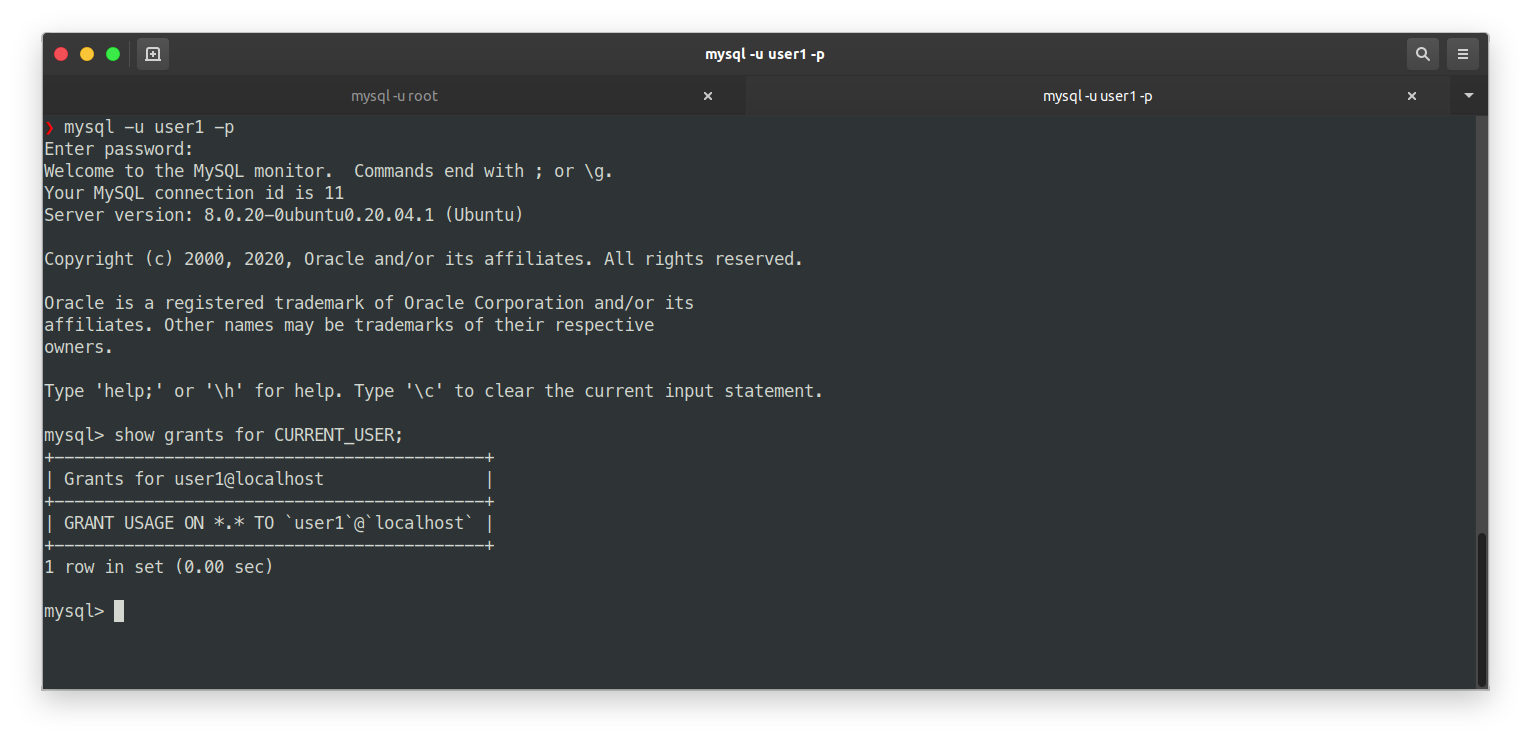 mysql -u user1 -p
mysql -u root
mysql -u user1 -p
❯ mysql -u user1 -p
Enter password:
Welcome to the MySQL monitor.  Commands end with ; or \g.
Your MySQL connection id is 11
Server version: 8.0.20-0ubuntu0.20.04.1 (Ubuntu)
Copyright (c) 2000, 2020, Oracle and/or its affiliates. All rights reserved.
Oracle is a registered trademark of Oracle Corporation and/or its
affiliates. Other names may be trademarks of their respective
owners.
Type 'help;' or '\h' for help. Type '\c' to clear the current input statement.
mysql> show grants for CURRENT_USER;
+-------------------------------------------+
| Grants for user1@localhost                |
+-------------------------------------------+
| GRANT USAGE ON *.* TO `user1`@`localhost` |
+-------------------------------------------+
1 row in set (0.00 sec)
mysql>